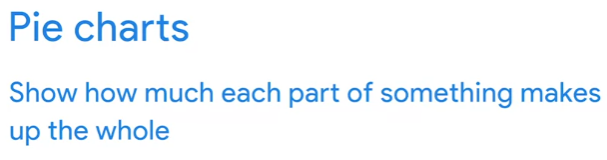 Pie charts
Show how much each part of something makes
up the whole